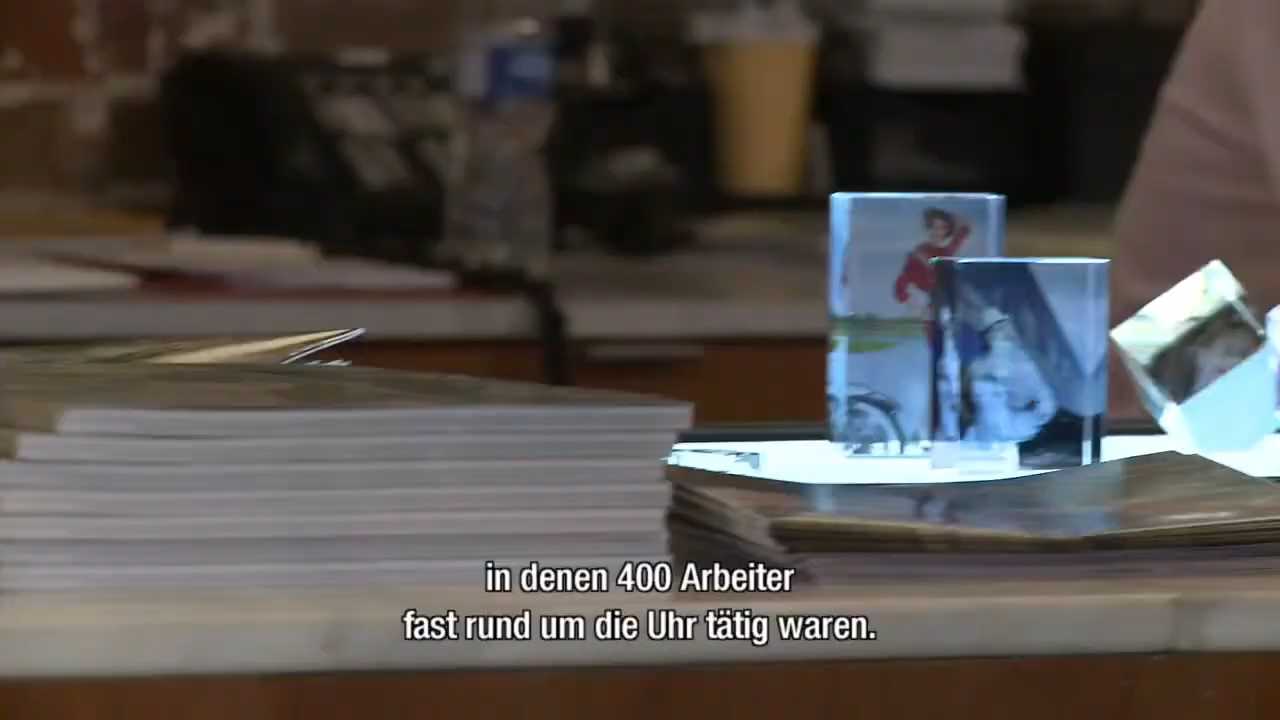 in denen 400 Arbeiter
fast rund um die Uhr tätig waren.